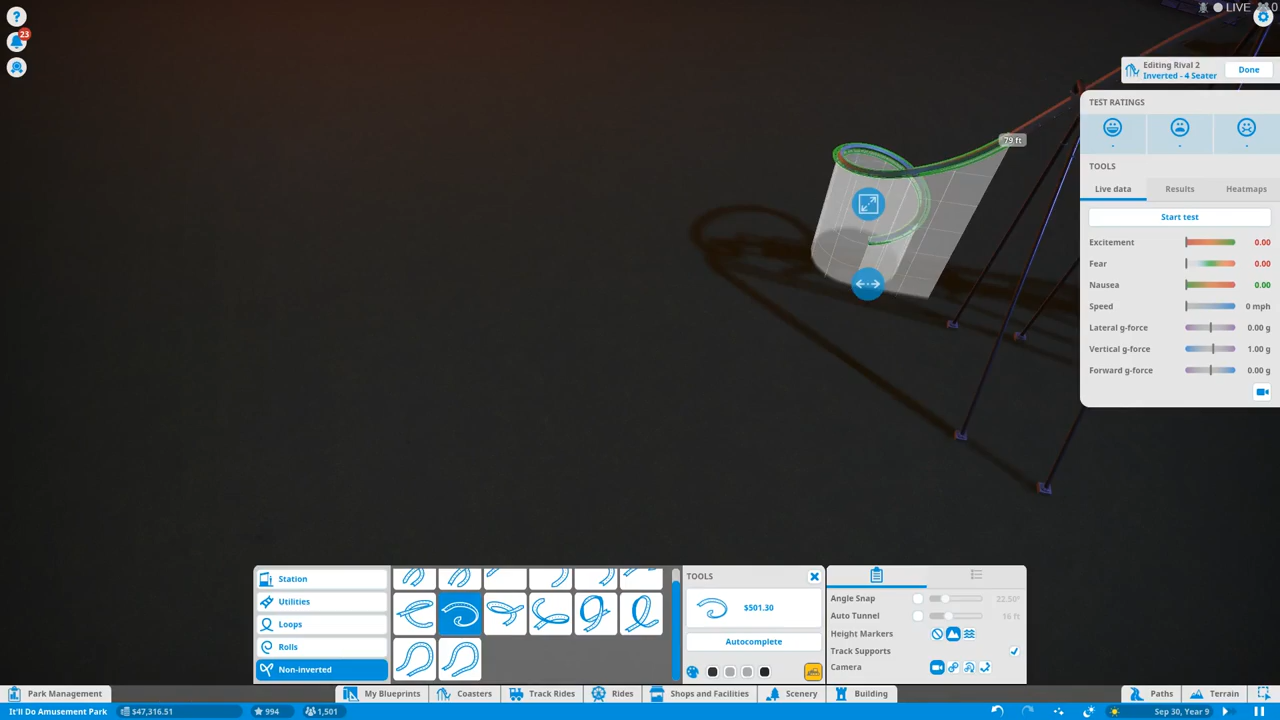 ?
LIVE
0
23
Editing Rival 2
Inverted - 4 Seater
Done
TEST RATINGS
-
-
-
TOOLS
Live data
Results
Heatmaps
Start test
Excitement
0.00
Fear
0.00
Nausea
0.00
Speed
0 mph
Lateral g-force
0.00 g
Vertical g-force
1.00 g
Forward g-force
0.00 g
79 ft
Station
Utilities
Loops
Rolls
Non-inverted
TOOLS
$501.30
Autocomplete
Angle Snap
22.50°
Auto Tunnel
16 ft
Height Markers
Track Supports
Camera
Park Management
My Blueprints
Coasters
Track Rides
Rides
Shops and Facilities
Scenery
Building
Paths
Terrain
It'll Do Amusement Park
$47,316.51
994
1,501
Sep 30, Year 9